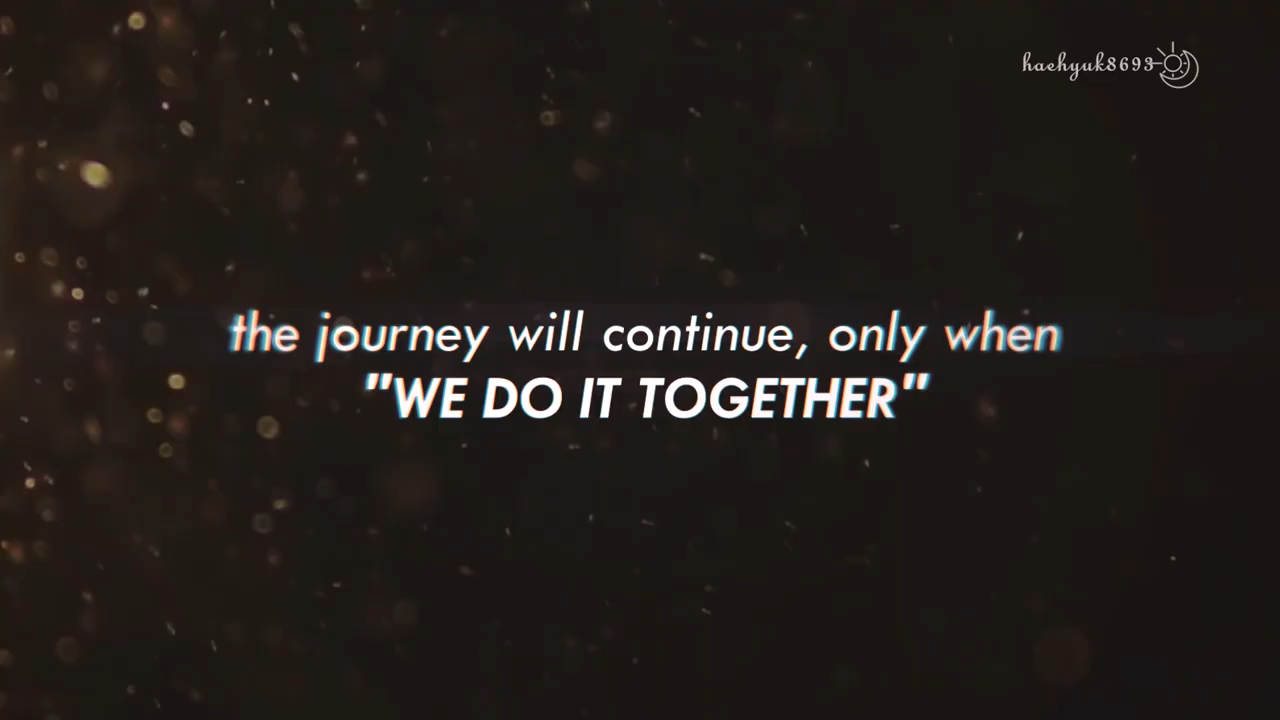 haehyuk8693
the journey will continue, only when
"WE DO IT TOGETHER"